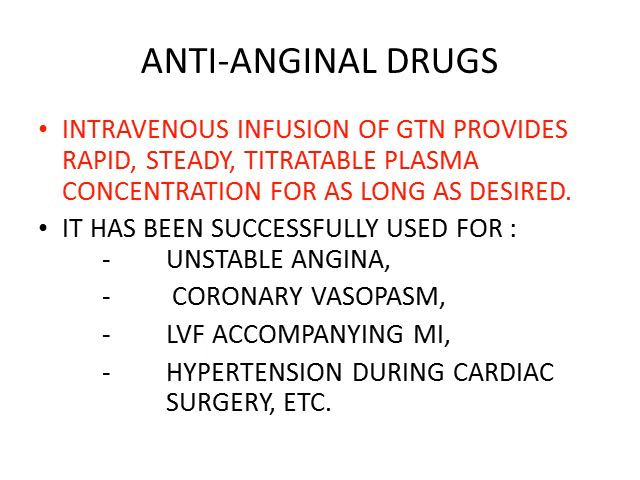 ANTI-ANGINAL DRUGS
• INTRAVENOUS INFUSION OF GTN PROVIDES
RAPID, STEADY, TITRATABLE PLASMA
CONCENTRATION FOR AS LONG AS DESIRED.
• IT HAS BEEN SUCCESSFULLY USED FOR :
- UNSTABLE ANGINA,
- CORONARY VASOPASM,
- LVF ACCOMPANYING MI,
- HYPERTENSION DURING CARDIAC
SURGERY, ETC.